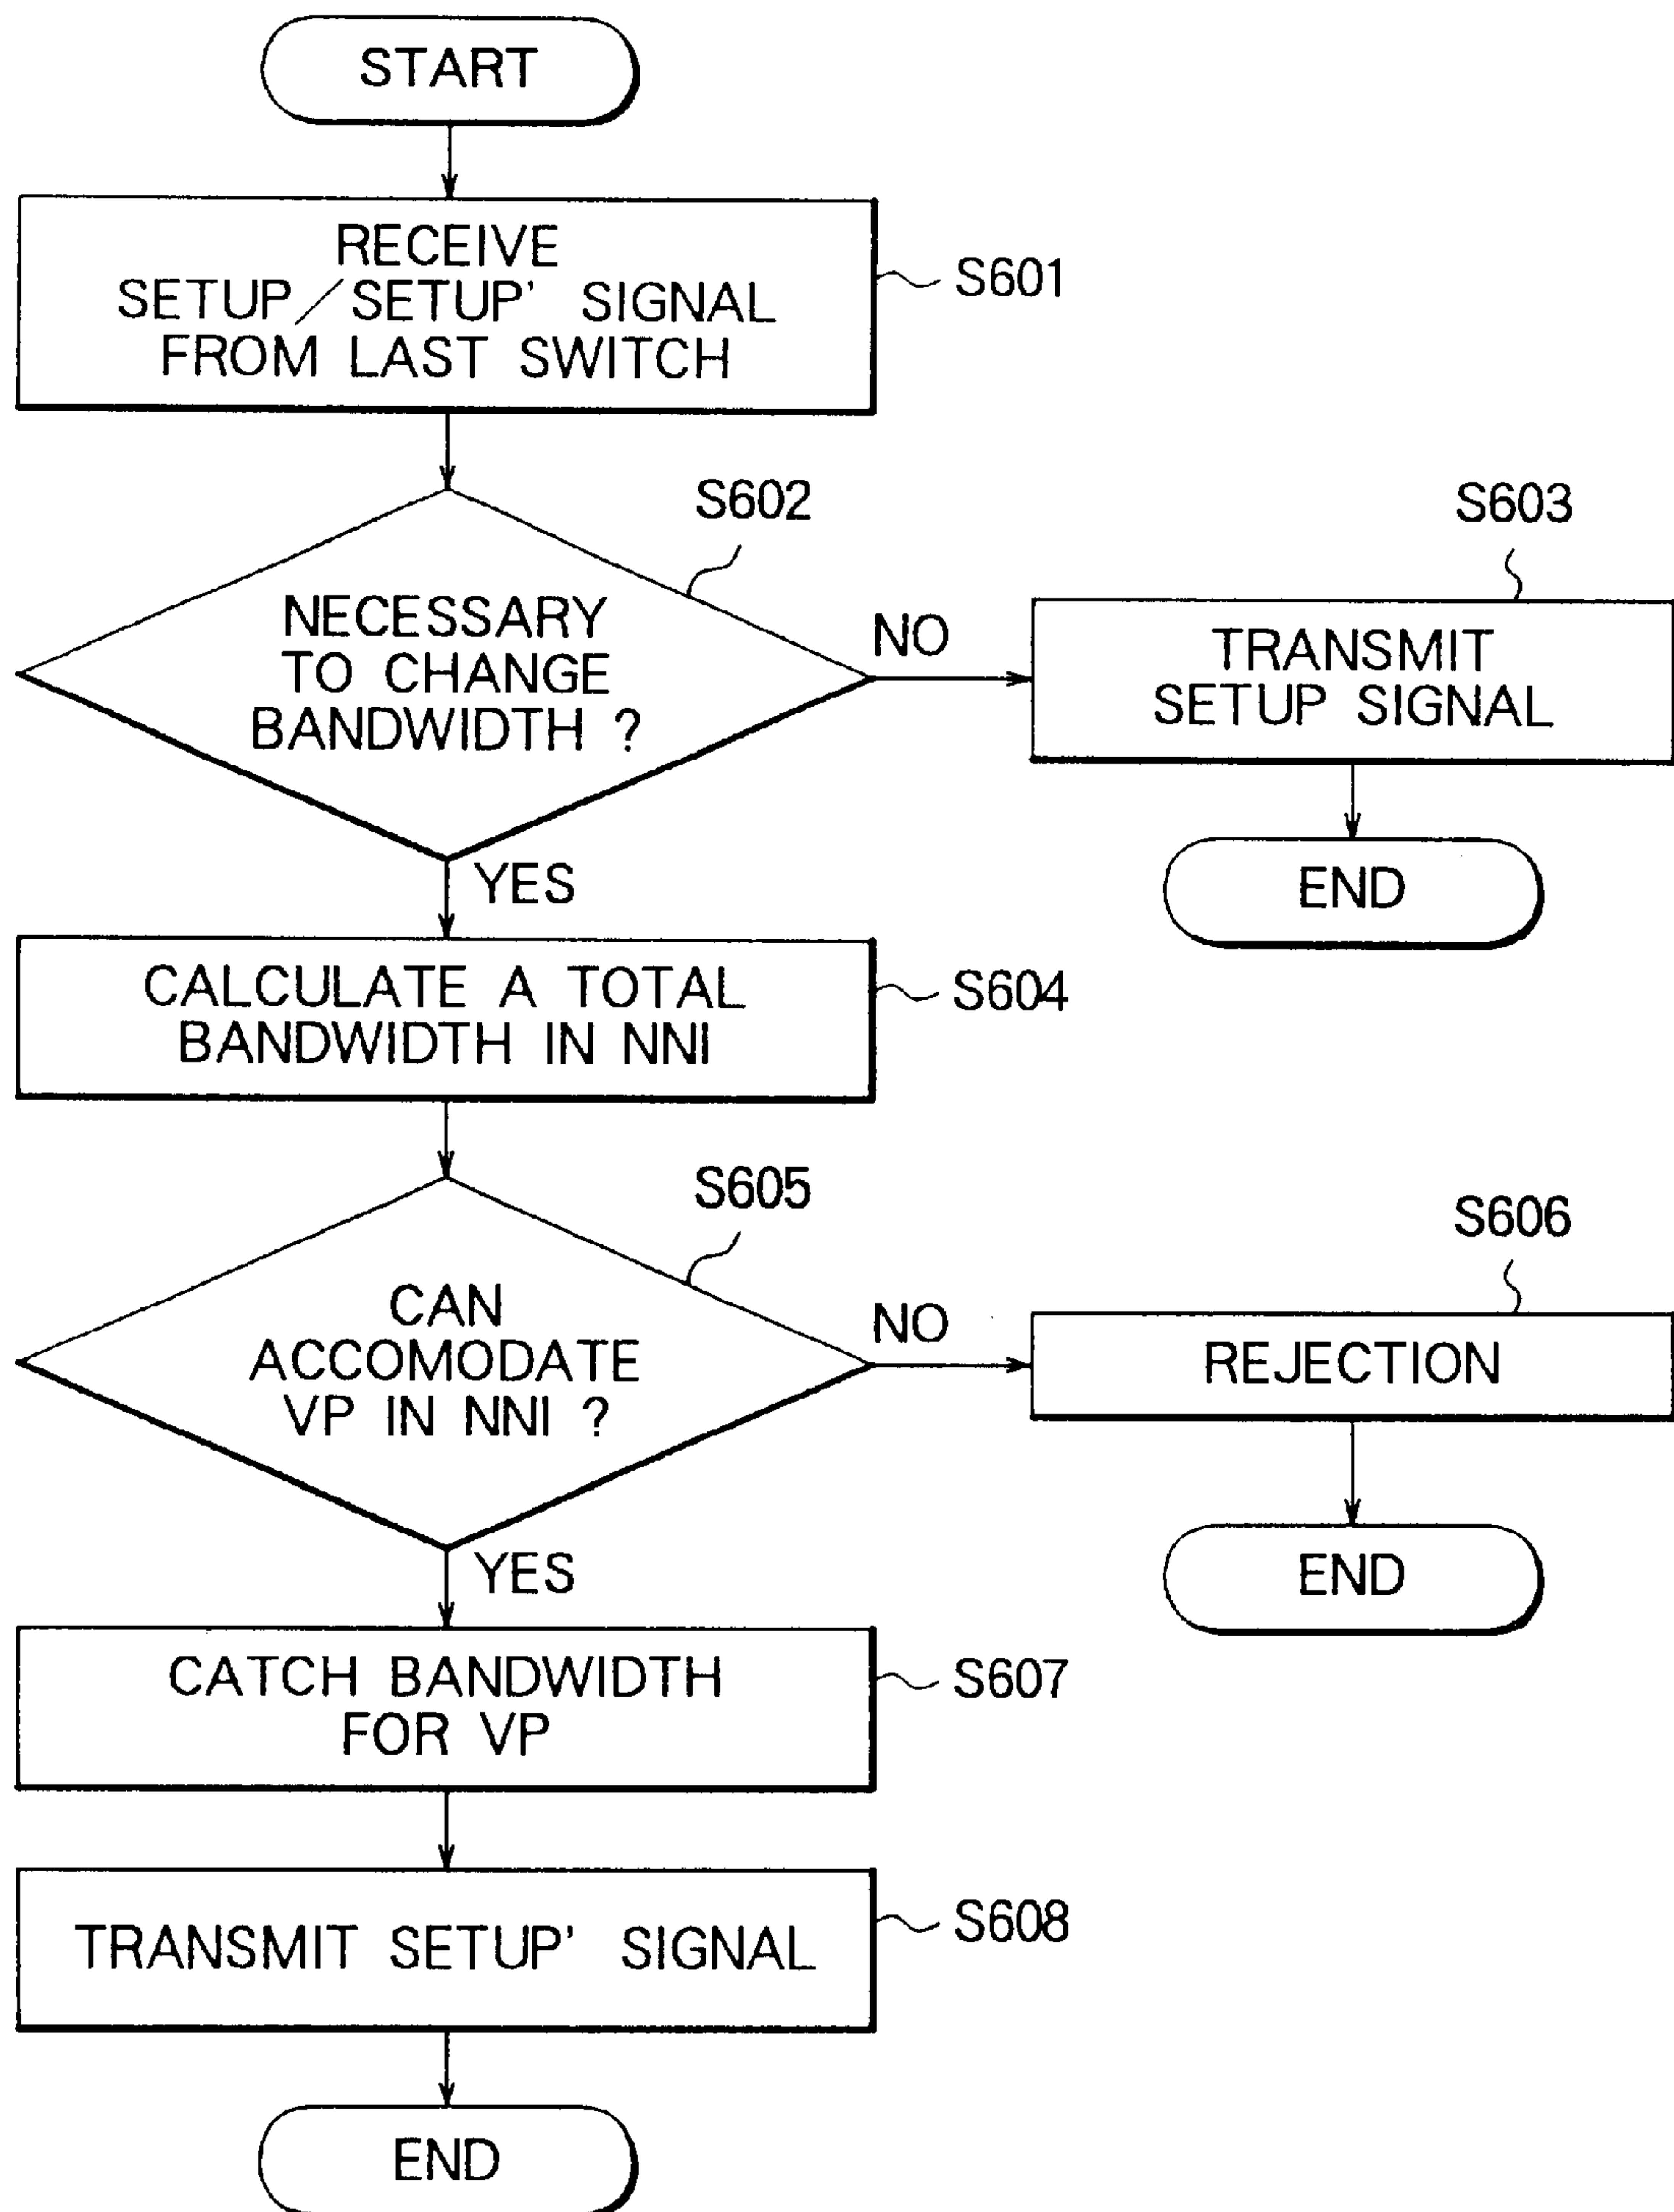 START
RECEIVE
SETUP/SETUP' SIGNAL
FROM LAST SWITCH
S601
S602
NECESSARY
TO CHANGE
BANDWIDTH ?
NO
S603
TRANSMIT
SETUP SIGNAL
END
YES
CALCULATE A TOTAL
BANDWIDTH IN NNI
S604
S605
CAN
ACCOMODATE
VP IN NNI ?
NO
S606
REJECTION
END
YES
CATCH BANDWIDTH
FOR VP
S607
TRANSMIT SETUP' SIGNAL
S608
END